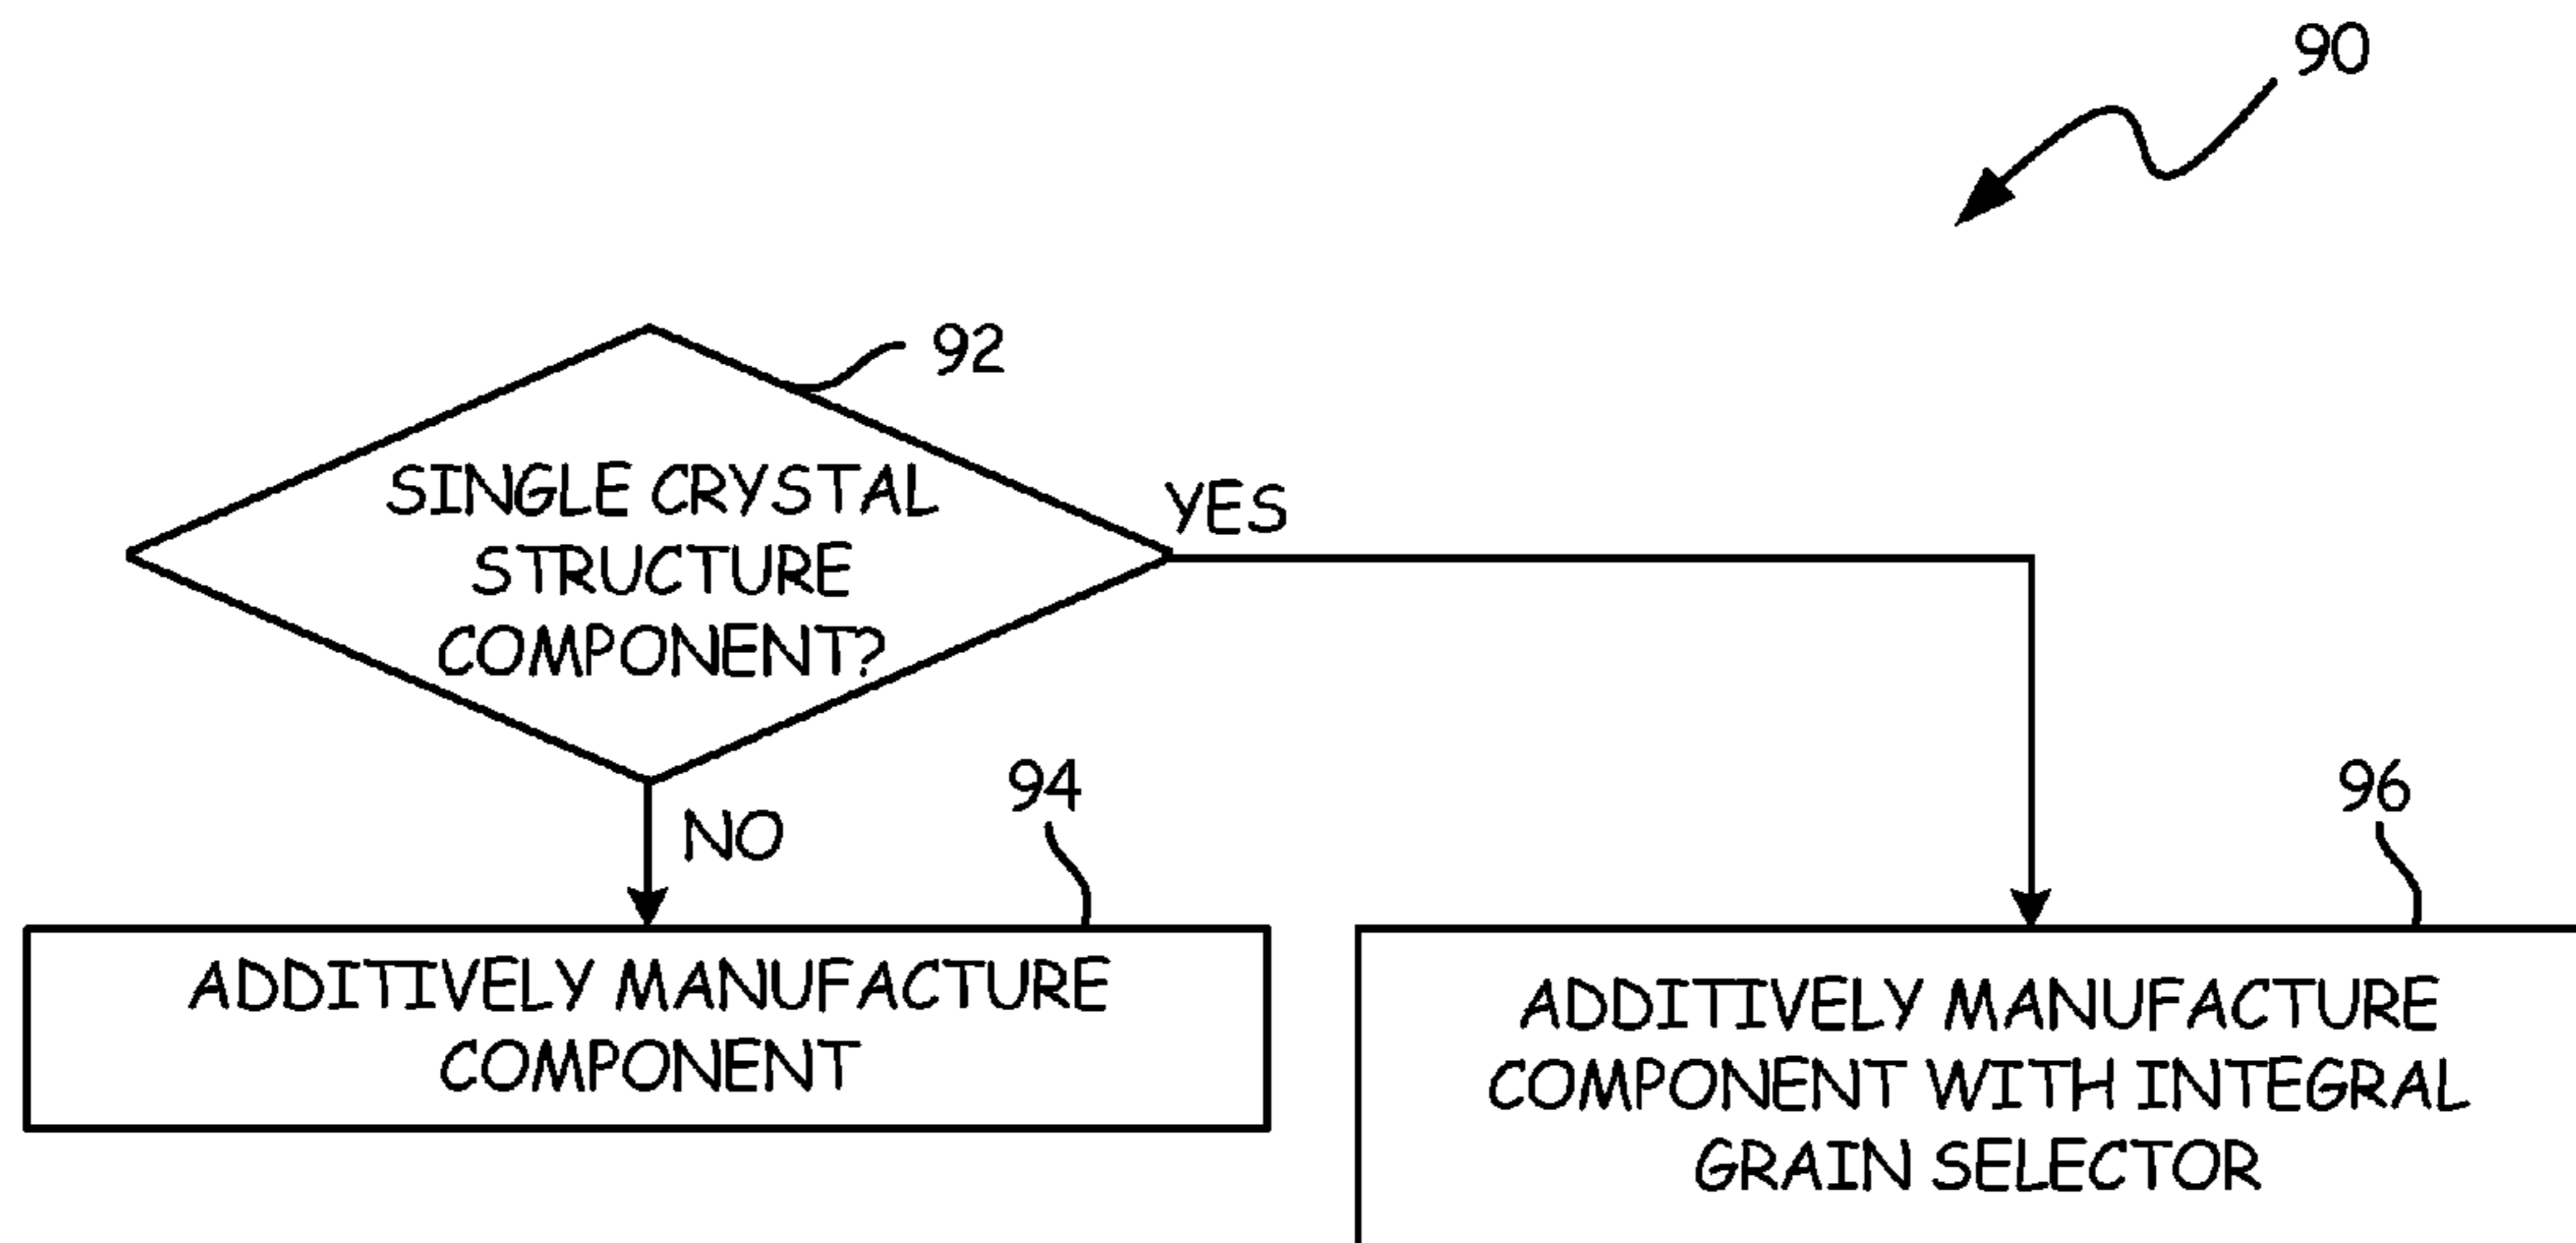 90
92
SINGLE CRYSTAL
STRUCTURE
COMPONENT?
YES
NO
94
ADDITIVELY MANUFACTURE
COMPONENT
96
ADDITIVELY MANUFACTURE
COMPONENT WITH INTEGRAL
GRAIN SELECTOR